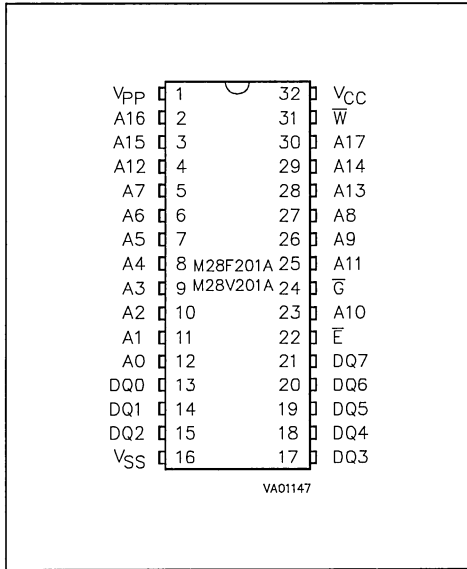 VPP 1 32 VCC
A16 2 31 W̅
A15 3 30 A17
A12 4 29 A14
A7 5 28 A13
A6 6 27 A8
A5 7 26 A9
A4 8 M28F201A 25 A11
A3 9 M28V201A 24 G̅
A2 10 23 A10
A1 11 22 E̅
A0 12 21 DQ7
DQ0 13 20 DQ6
DQ1 14 19 DQ5
DQ2 15 18 DQ4
VSS 16 17 DQ3
VA01147